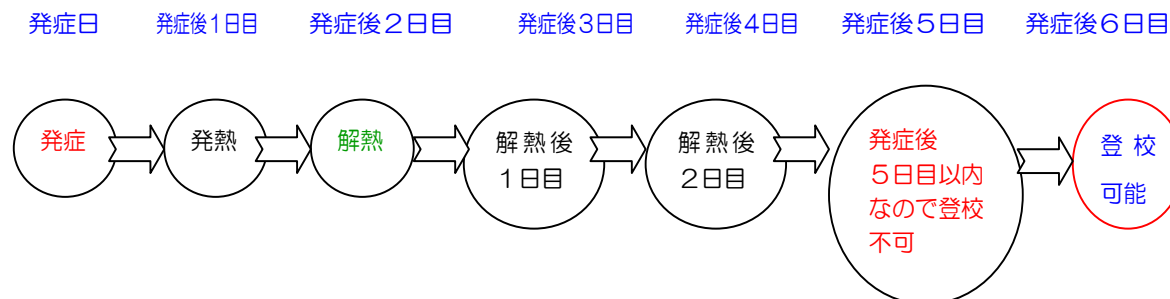 発症日 発症後1日目 発症後２日目 発症後3日目 発症後4日目 発症後５日目 発症後６日目
発症
発熱
解熱
解熱後
１日目
解熱後
２日目
発症後
５日目以内
なので登校
不可
登校
可能